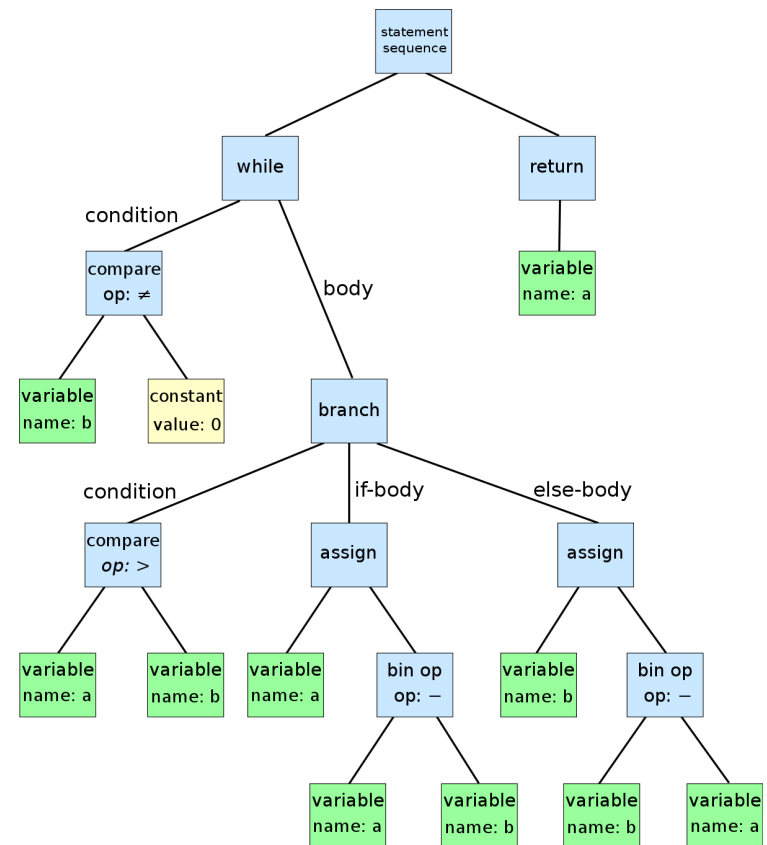 statement
sequence
while
return
condition
compare
op: ≠
body
variable
name: a
variable
name: b
constant
value: 0
branch
condition
if-body
else-body
compare
op: >
assign
assign
variable
name: a
variable
name: b
variable
name: a
bin op
op: −
variable
name: b
bin op
op: −
variable
name: a
variable
name: b
variable
name: b
variable
name: a